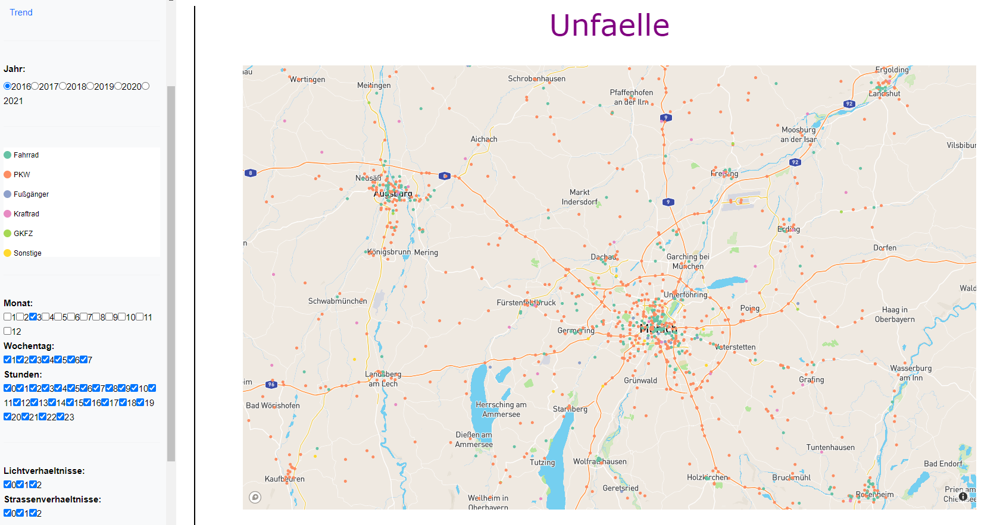 Trend
Jahr:
2016 2017 2018 2019 2020
2021
Fahrrad
PKW
Fußgänger
Kraftrad
GKFZ
Sonstige
Monat:
1 2 3 4 5 6 7 8 9 10 11
12
Wochentag:
1 2 3 4 5 6 7
Stunden:
0 1 2 3 4 5 6 7 8 9 10
11 12 13 14 15 16 17 18 19
20 21 22 23
Lichtverhaeltnisse:
0 1 2
Strassenverhaeltnisse:
0 1 2
Unfaelle
au
Wertingen
Meitingen
Schrobenhausen
Pfaffenhofen
an der Ilm
Ergolding
Landshut
92
9
Moosburg
an der Isar
Vilsbibur
Aichach
92
8
Neusäß
8
Freising
Augsburg
Markt
Indersdorf
9
Erding
n
Königsbrunn
Mering
Dachau
Garching bei
München
Dorfen
Schwabmünchen
Fürstenfeldbruck
Unterföhring
Poing
Wald
Haag in
Oberbayern
Germering
Munich
Vaterstetten
Landsberg
am Lech
Grünwald
Grafing
Wasserburg
am Inn
eim
96
Bad Wörishofen
Herrsching am
Ammersee
Starnberg
Dießen am
Ammersee
Tuntenhausen
Tutzing
Wolfratshausen
Bad Endorf
Kaufbeuren
Holzkirchen
Bruckmühl
Geretsried
Rosenheim
Prien am
Chiemsee
Weilheim in
Oberbayern